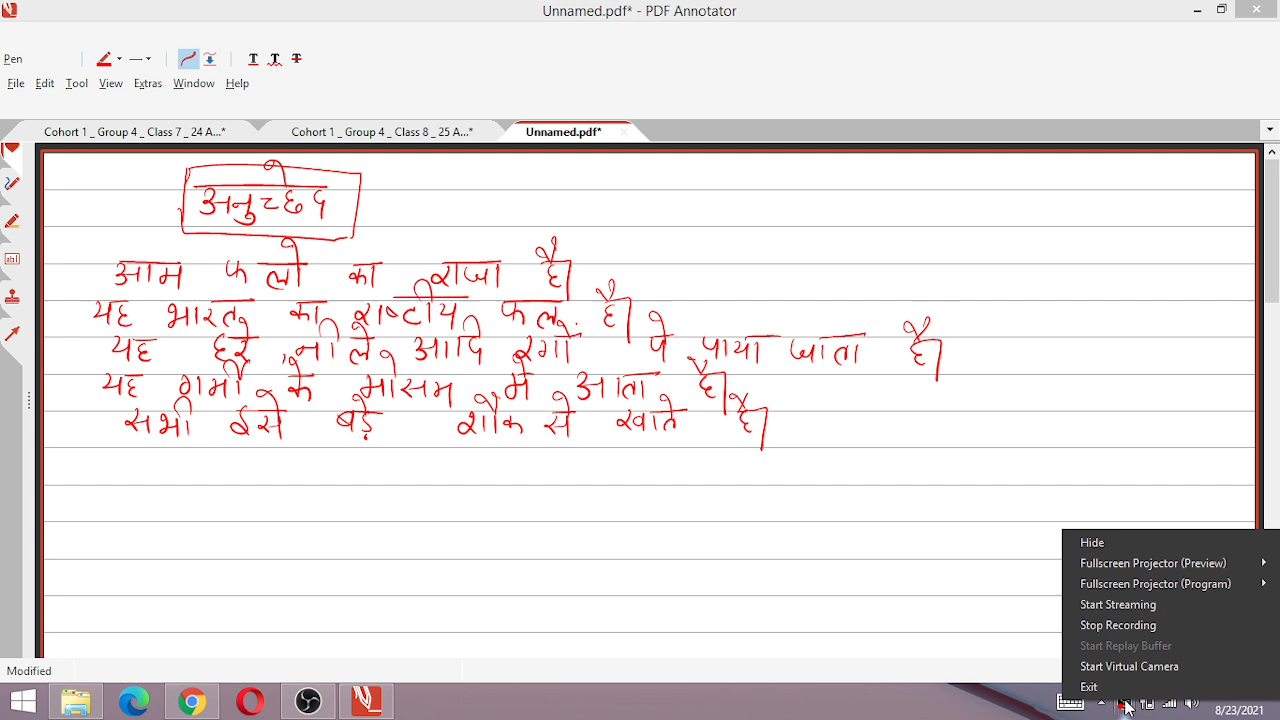 Unnamed.pdf* - PDF Annotator
Pen
T T T
File Edit Tool View Extras Window Help
Cohort 1 _ Group 4 _ Class 7 _ 24 A...* Cohort 1 _ Group 4 _ Class 8 _ 25 A...* Unnamed.pdf*
अनुच्छेद
आम फलो का राजा है।
यह भारत का राष्टीय फल है।
यह हरे, नीले, आदि रंगो पे पाया जाता है।
यह गर्मी के मौसम में आता है।
सभी इसे बड़े शौक से खाते है।
Hide
Fullscreen Projector (Preview)
Fullscreen Projector (Program)
Start Streaming
Stop Recording
Start Replay Buffer
Start Virtual Camera
Exit
Modified
8/23/2021